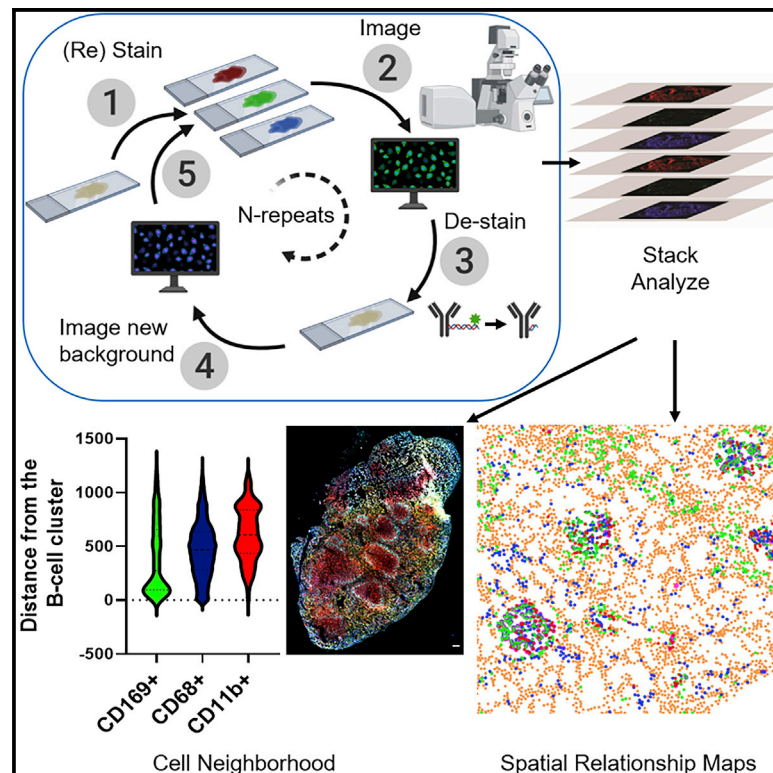 (Re) Stain
Image
1
2
5
N-repeats
De-stain
3
Image new
background
4
Stack
Analyze
Distance from the
B-cell cluster
1500
1000
500
0
-500
CD169+
CD68+
CD11b+
Cell Neighborhood
Spatial Relationship Maps